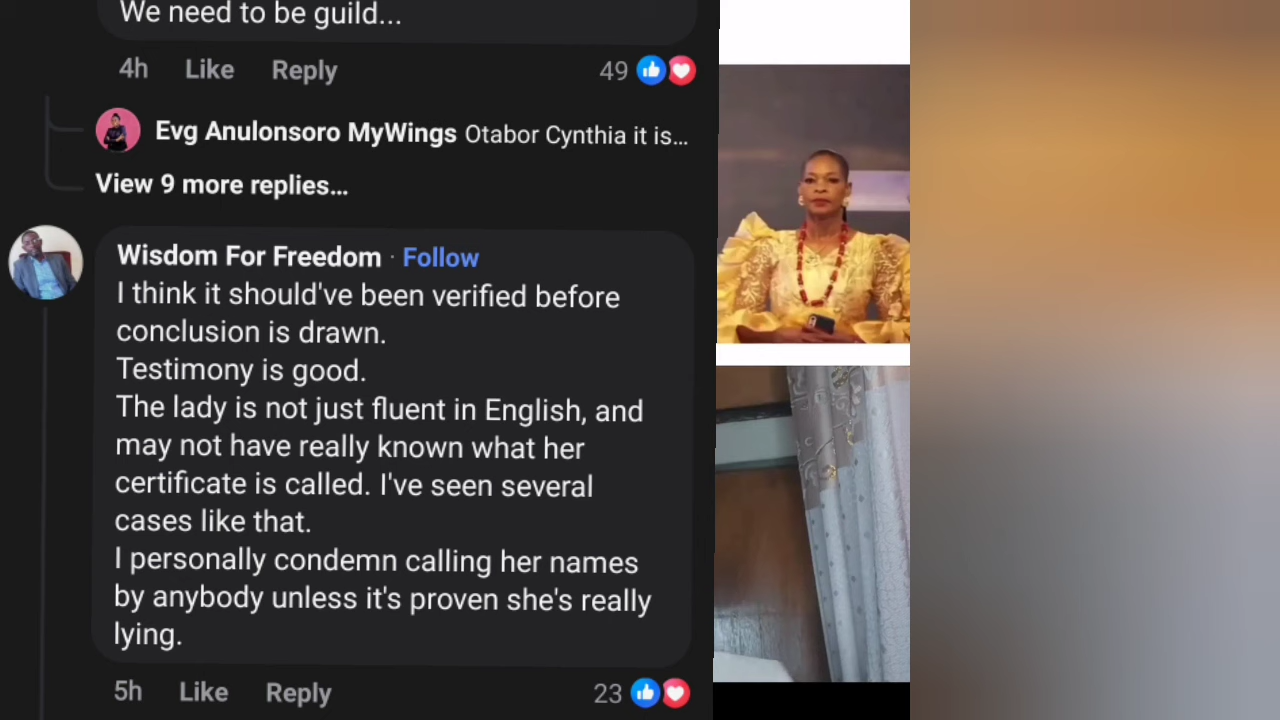 We need to be guild...
4h Like Reply 49
Evg Anulonsoro MyWings Otabor Cynthia it is...
View 9 more replies...
Wisdom For Freedom · Follow
I think it should've been verified before
conclusion is drawn.
Testimony is good.
The lady is not just fluent in English, and
may not have really known what her
certificate is called. I've seen several
cases like that.
I personally condemn calling her names
by anybody unless it's proven she's really
lying.
5h Like Reply 23